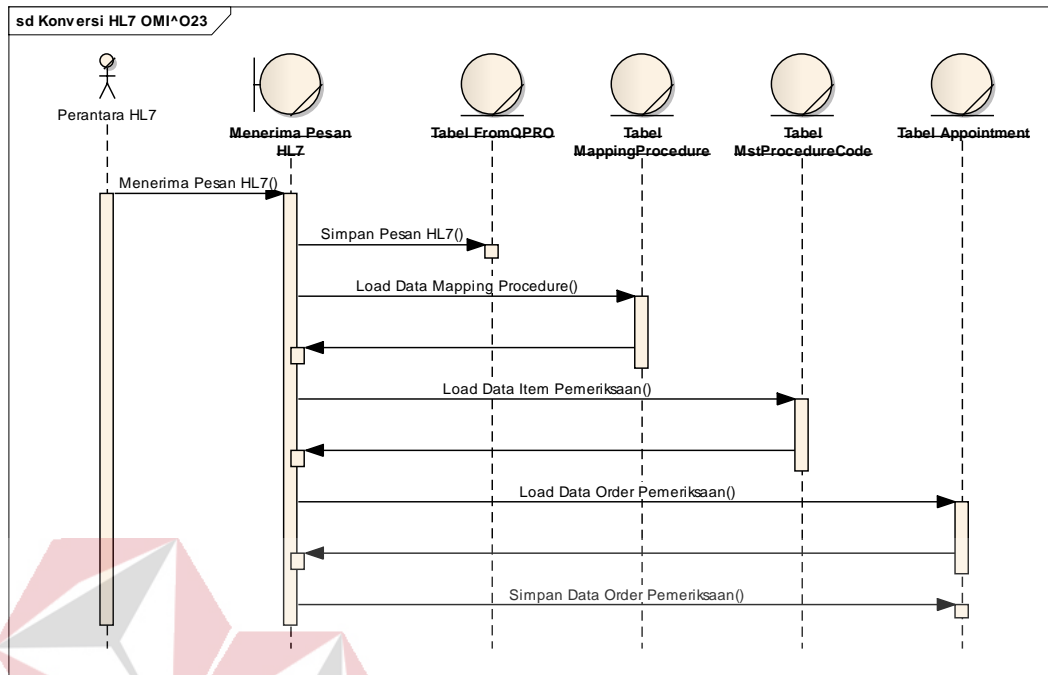 sd Konversi HL7 OMI^O23
Perantara HL7
Menerima Pesan
HL7
Tabel FromQPRO
Tabel
MappingProcedure
Tabel
MstProcedureCode
Tabel Appointment
Menerima Pesan HL7()
Simpan Pesan HL7()
Load Data Mapping Procedure()
Load Data Item Pemeriksaan()
Load Data Order Pemeriksaan()
Simpan Data Order Pemeriksaan()